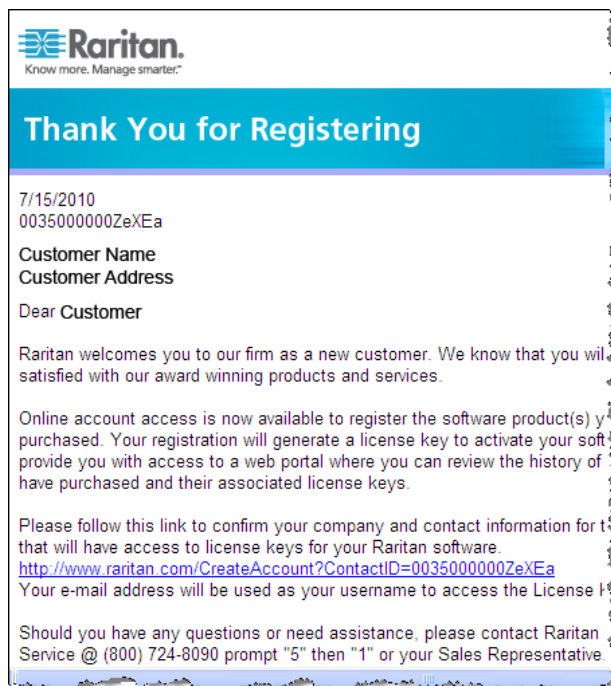 Raritan.
Know more. Manage smarter.™
Thank You for Registering
7/15/2010
0035000000ZeXEa
Customer Name
Customer Address
Dear Customer
Raritan welcomes you to our firm as a new customer. We know that you wil
satisfied with our award winning products and services.
Online account access is now available to register the software product(s) y
purchased. Your registration will generate a license key to activate your soft
provide you with access to a web portal where you can review the history of
have purchased and their associated license keys.
Please follow this link to confirm your company and contact information for t
that will have access to license keys for your Raritan software.
http://www.raritan.com/CreateAccount?ContactID=0035000000ZeXEa
Your e-mail address will be used as your username to access the License
Should you have any questions or need assistance, please contact Raritan
Service @ (800) 724-8090 prompt "5" then "1" or your Sales Representative.